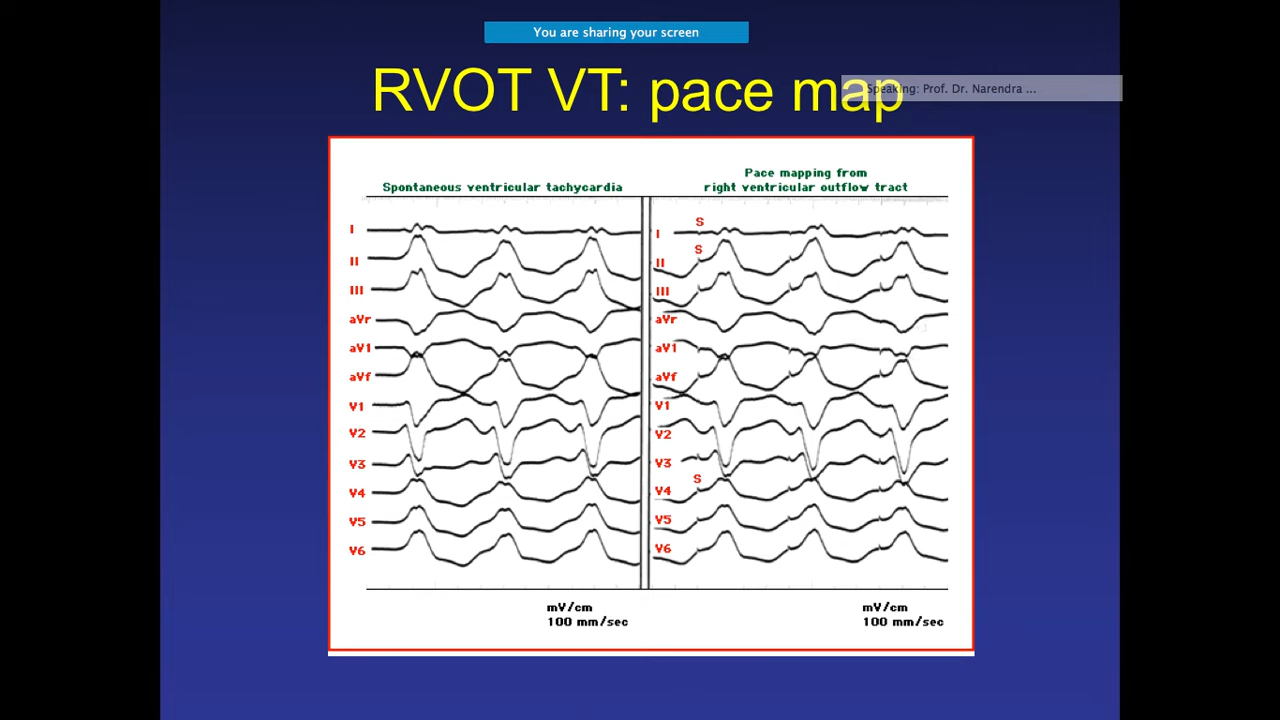 You are sharing your screen
RVOT VT: pace map
Speaking: Prof. Dr. Narendra ...
Spontaneous ventricular tachycardia
I
II
III
aVr
aV1
aVf
V1
V2
V3
V4
V5
V6
mV/cm
100 mm/sec
Pace mapping from
right ventricular outflow tract
S
I
S
II
III
aVr
aV1
aVf
V1
V2
V3
S
V4
V5
V6
mV/cm
100 mm/sec